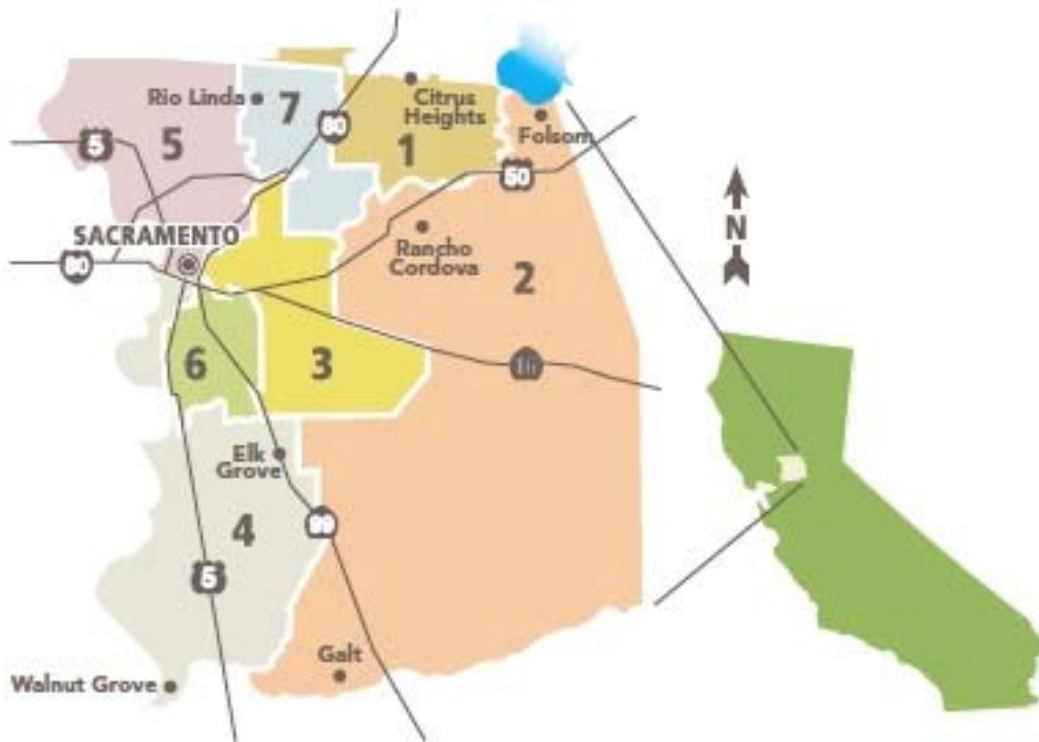 Rio Linda
7
80
Citrus
Heights
Folsom
5
5
1
50
SACRAMENTO
80
Rancho
Cordova
2
N
6
3
16
Elk
Grove
4
99
5
Galt
Walnut Grove